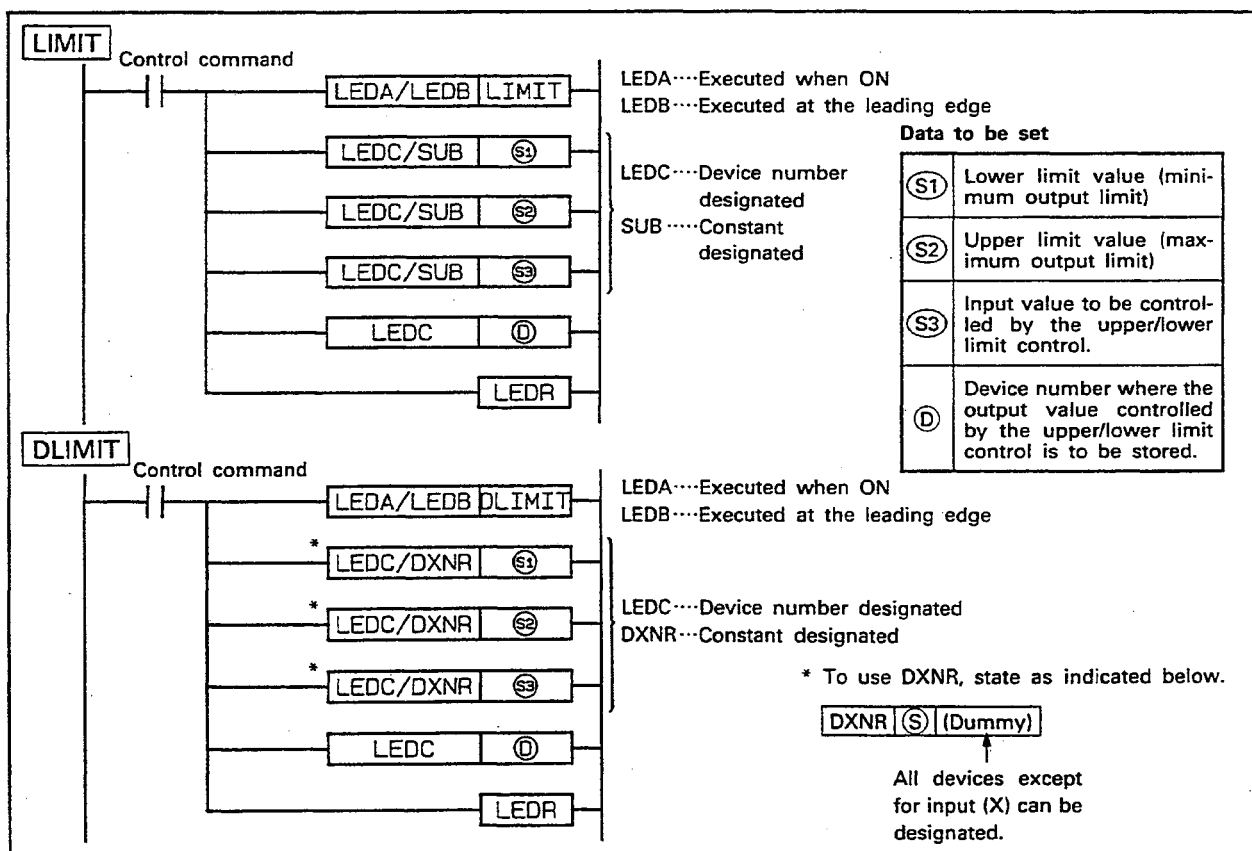 LIMIT
Control command
LEDA/LEDB LIMIT
LEDC/SUB S1
LEDC/SUB S2
LEDC/SUB S3
LEDC D
LEDR
LEDA····Executed when ON
LEDB····Executed at the leading edge
LEDC····Device number
designated
SUB·····Constant
designated
Data to be set
S1 Lower limit value (mini-
mum output limit)
S2 Upper limit value (max-
imum output limit)
S3 Input value to be control-
led by the upper/lower
limit control.
D Device number where the
output value controlled
by the upper/lower limit
control is to be stored.
DLIMIT
Control command
LEDA/LEDB DLIMIT
* LEDC/DXNR S1
* LEDC/DXNR S2
* LEDC/DXNR S3
LEDC D
LEDR
LEDA····Executed when ON
LEDB····Executed at the leading edge
LEDC····Device number designated
DXNR···Constant designated
* To use DXNR, state as indicated below.
DXNR S (Dummy)
All devices except
for input (X) can be
designated.